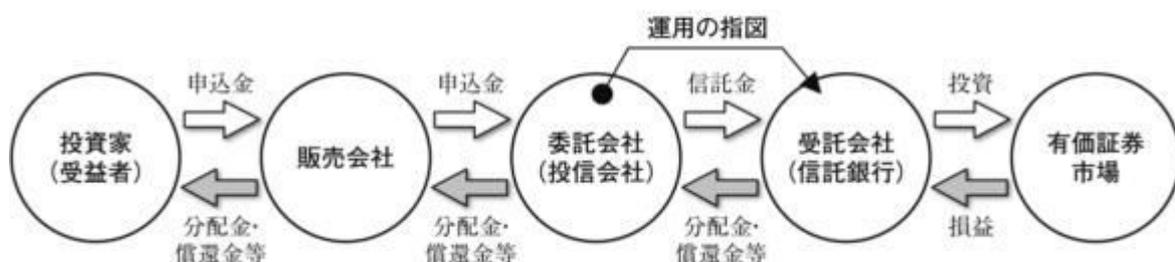 運用の指図
申込金
申込金
信託金
投資
投資家
(受益者)
販売会社
委託会社
(投信会社)
受託会社
(信託銀行)
有価証券
市場
分配金・
償還金等
分配金・
償還金等
分配金・
償還金等
損益